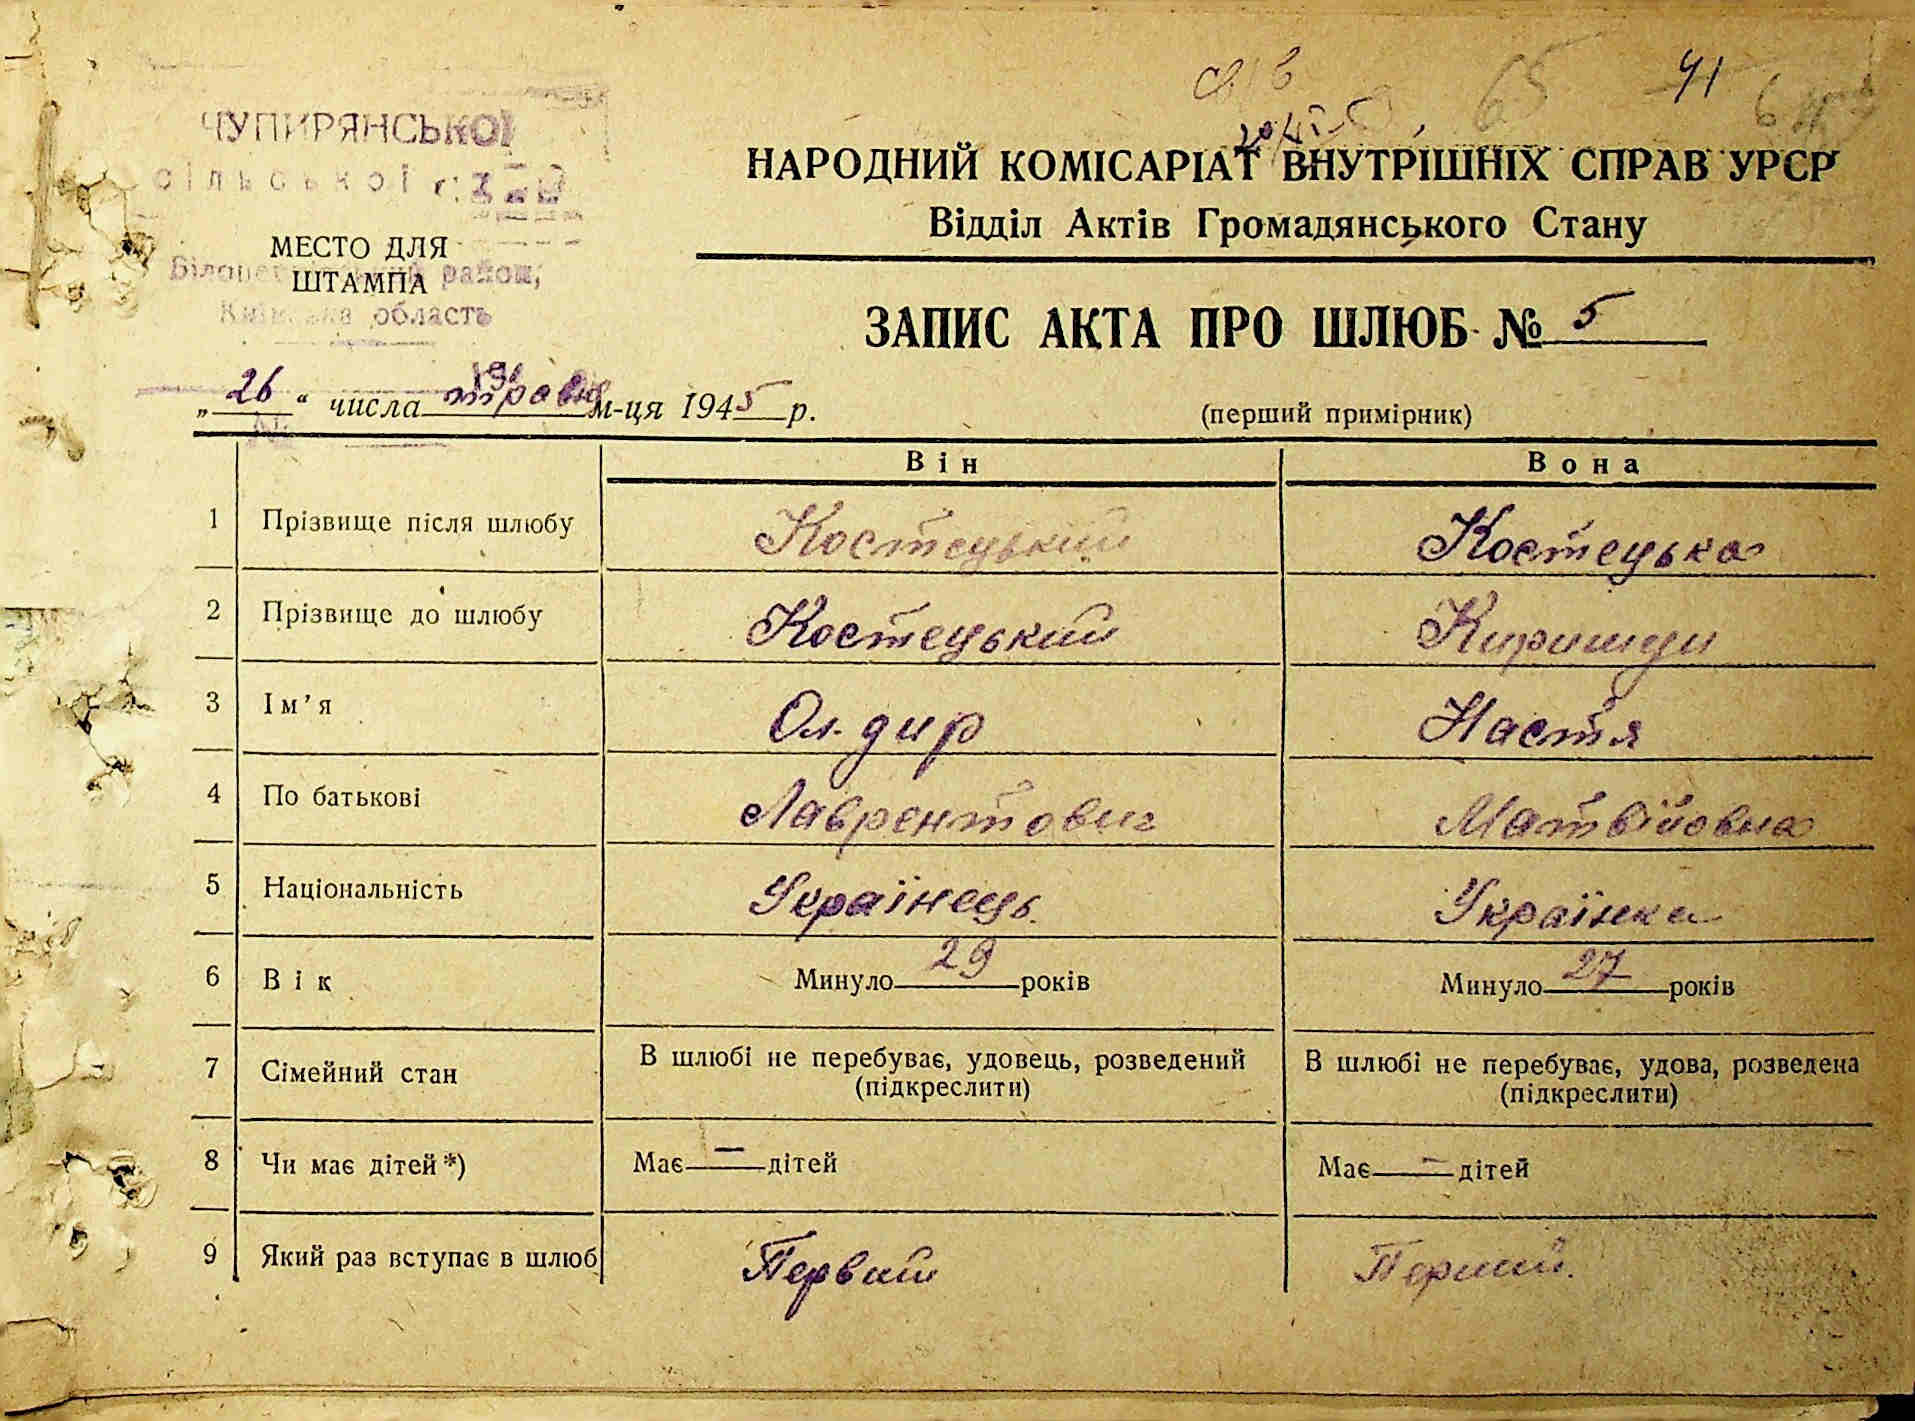 41
65
ЧУПИРЯНСЬКОЇ
сільської
МЕСТО ДЛЯ
ШТАМПА
район,
область
НАРОДНИЙ КОМІСАРІАТ ВНУТРІШНІХ СПРАВ УРСР
Відділ Актів Громадянського Стану
ЗАПИС АКТА ПРО ШЛЮБ № 5
„26“ числа травня м-ця 1945 р.
(перший примірник)
Він Вона
1 Прізвище після шлюбу Костецький Костецька
2 Прізвище до шлюбу Костецький
3 Ім’я Ол. дир Настя
4 По батькові Лаврентович Матвійовна
5 Національність Українець. Українка
6 Вік Минуло 29 років Минуло 27 років
7 Сімейний стан В шлюбі не перебуває, удовець, розведений (підкреслити) В шлюбі не перебуває, удова, розведена (підкреслити)
8 Чи має дітей*) Має — дітей Має — дітей
9 Який раз вступає в шлюб Первий Перший.